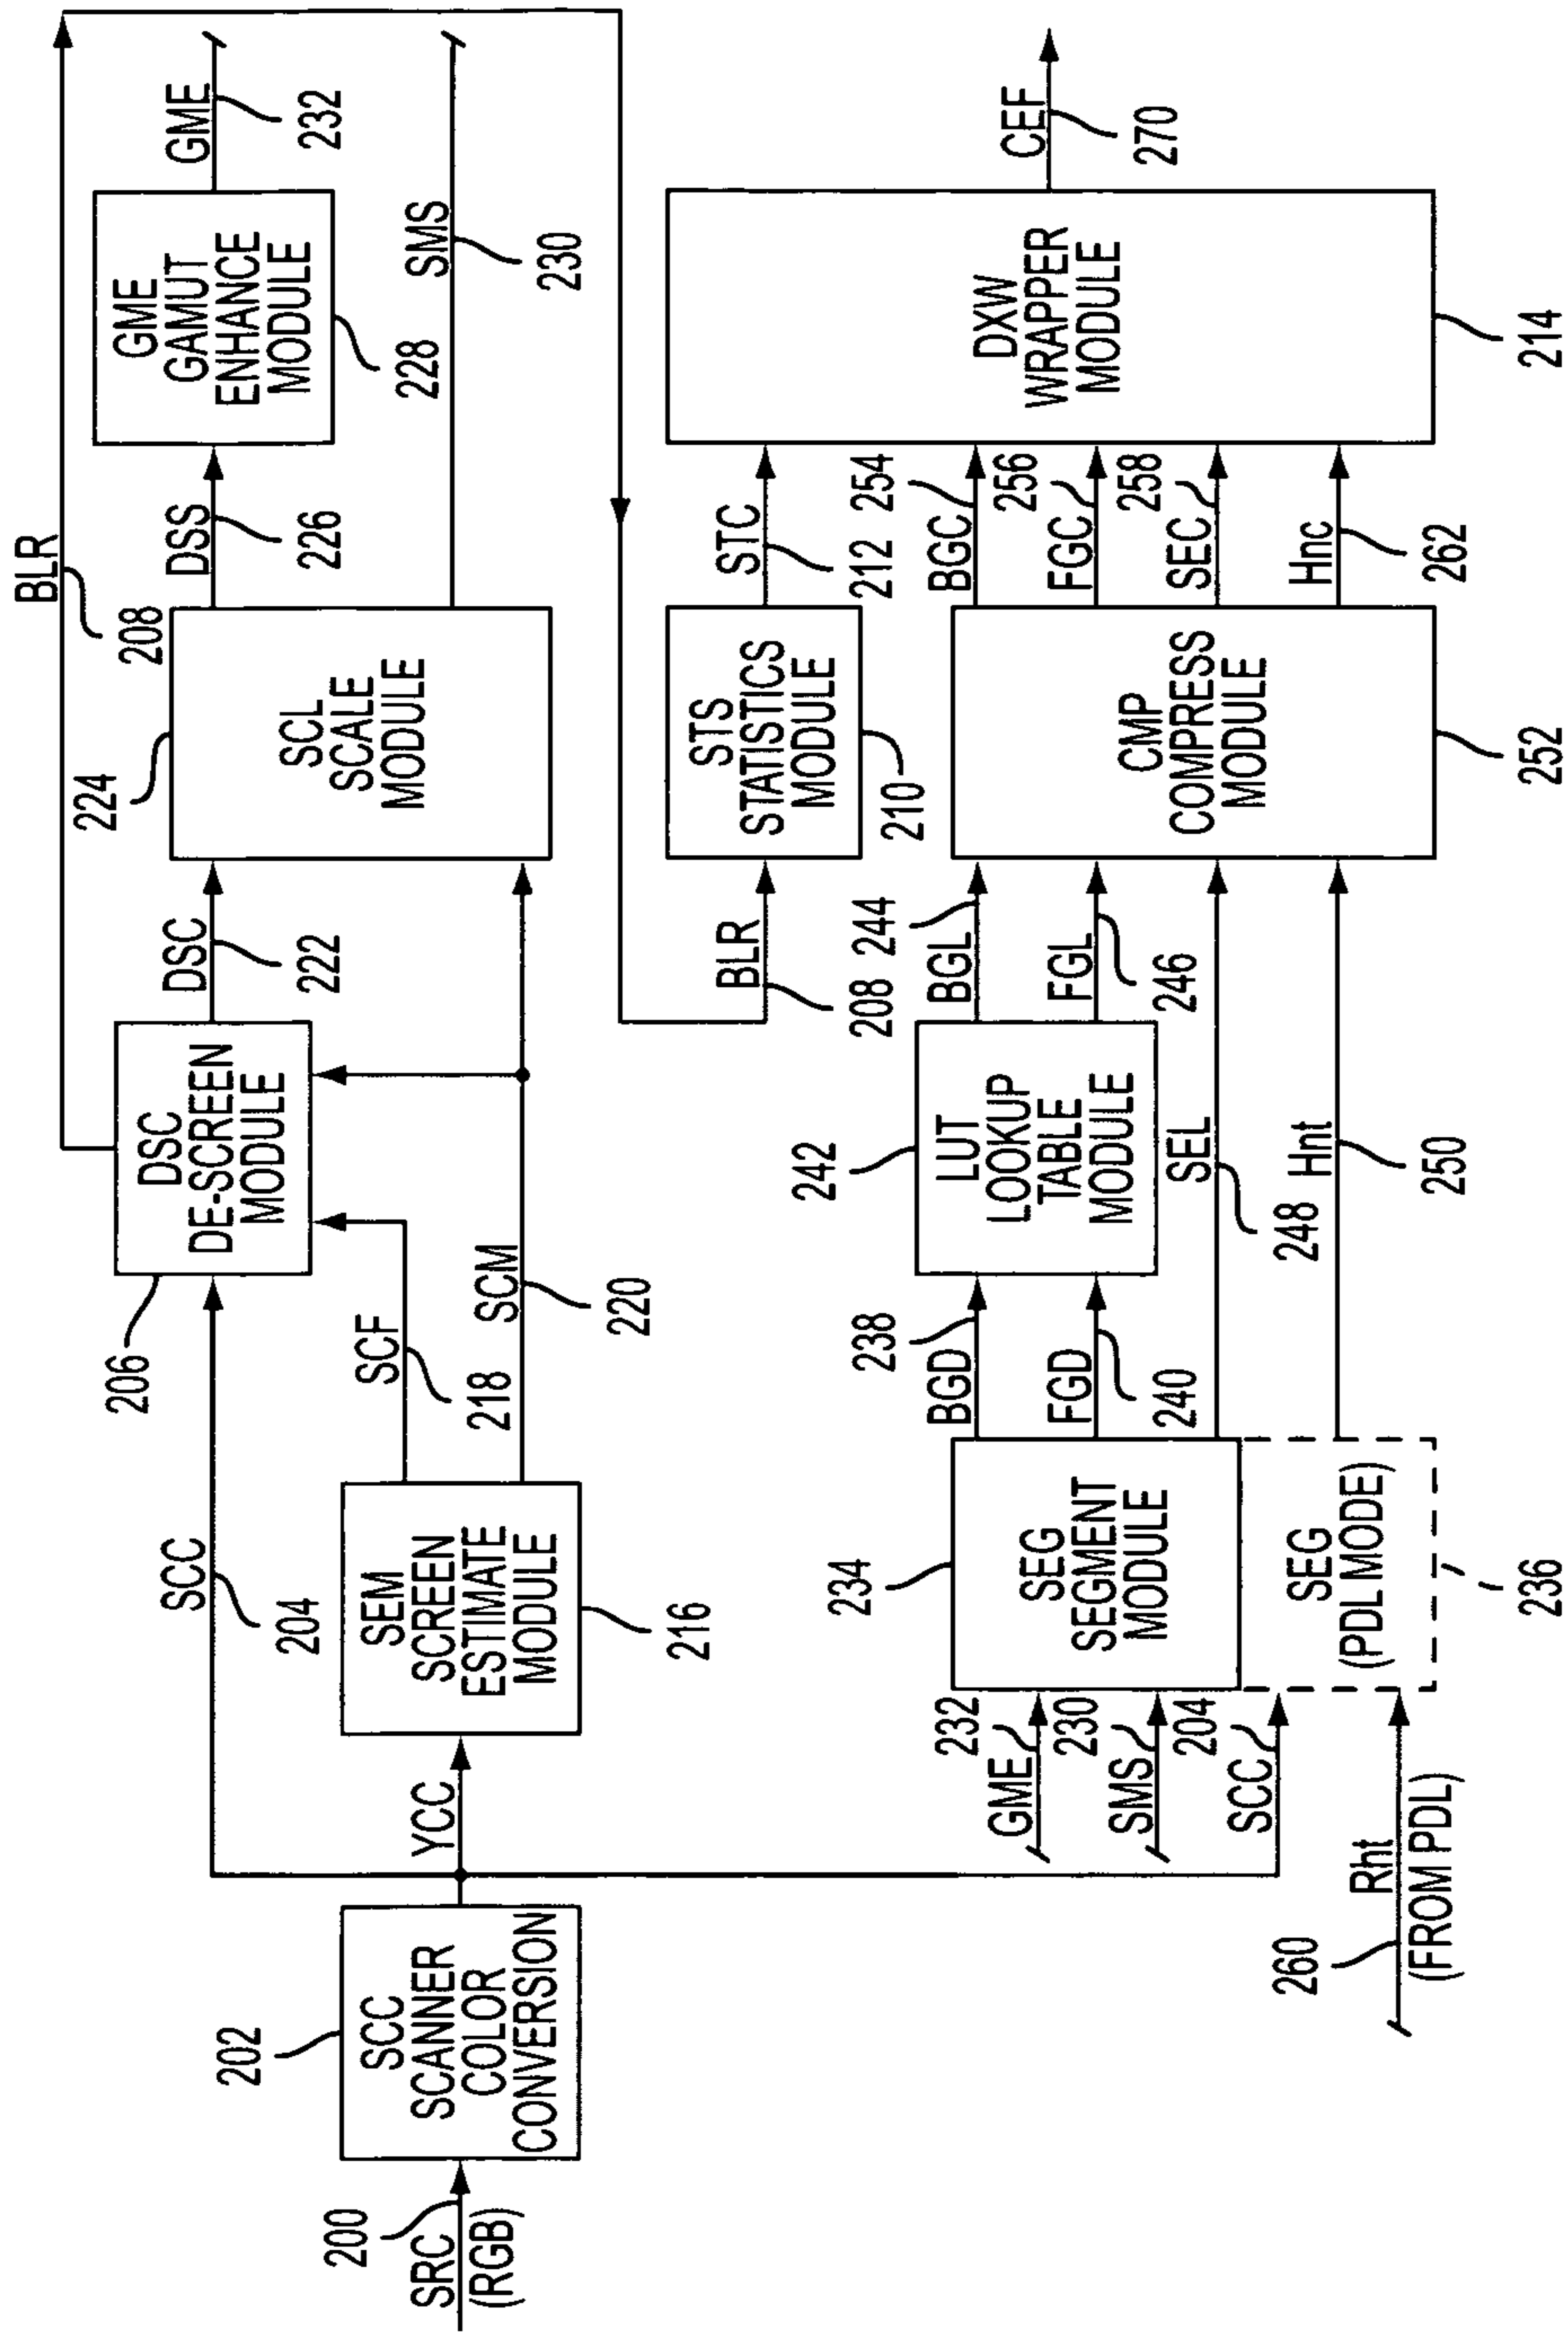 SRC
(RGB)
200
SCC
SCANNER
COLOR
CONVERSION
202
SCC
204
YCC
SEM
SCREEN
ESTIMATE
MODULE
216
SCF
218
SCM
220
DSC
DE-SCREEN
MODULE
206
BLR
208
DSC
222
SCL
SCALE
MODULE
224
DSS
226
GME
GAMUT
ENHANCE
MODULE
228
GME
232
SMS
230
GME
232
SMS
230
SCC
204
Rht
(FROM PDL)
260
SEG
SEGMENT
MODULE
234
SEG
(PDL MODE)
236
BGD
238
FGD
240
LUT
LOOKUP
TABLE
MODULE
242
SEL
248
Hnt
250
BGL
244
FGL
246
BLR
208
STS
STATISTICS
MODULE
210
CMP
COMPRESS
MODULE
252
STC
212
BGC
254
FGC
256
SEC
258
Hnc
262
DXW
WRAPPER
MODULE
214
CEF
270